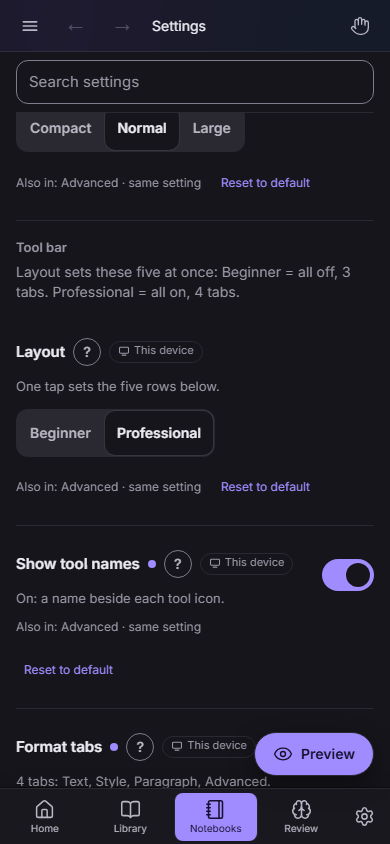 Settings
Search settings
Compact Normal Large
Also in: Advanced · same setting Reset to default
Tool bar
Layout sets these five at once: Beginner = all off, 3
tabs. Professional = all on, 4 tabs.
Layout ? This device
One tap sets the five rows below.
Beginner Professional
Also in: Advanced · same setting Reset to default
Show tool names ? This device
On: a name beside each tool icon.
Also in: Advanced · same setting
Reset to default
Format tabs ? This device
Preview
4 tabs: Text, Style, Paragraph, Advanced.
Home Library Notebooks Review